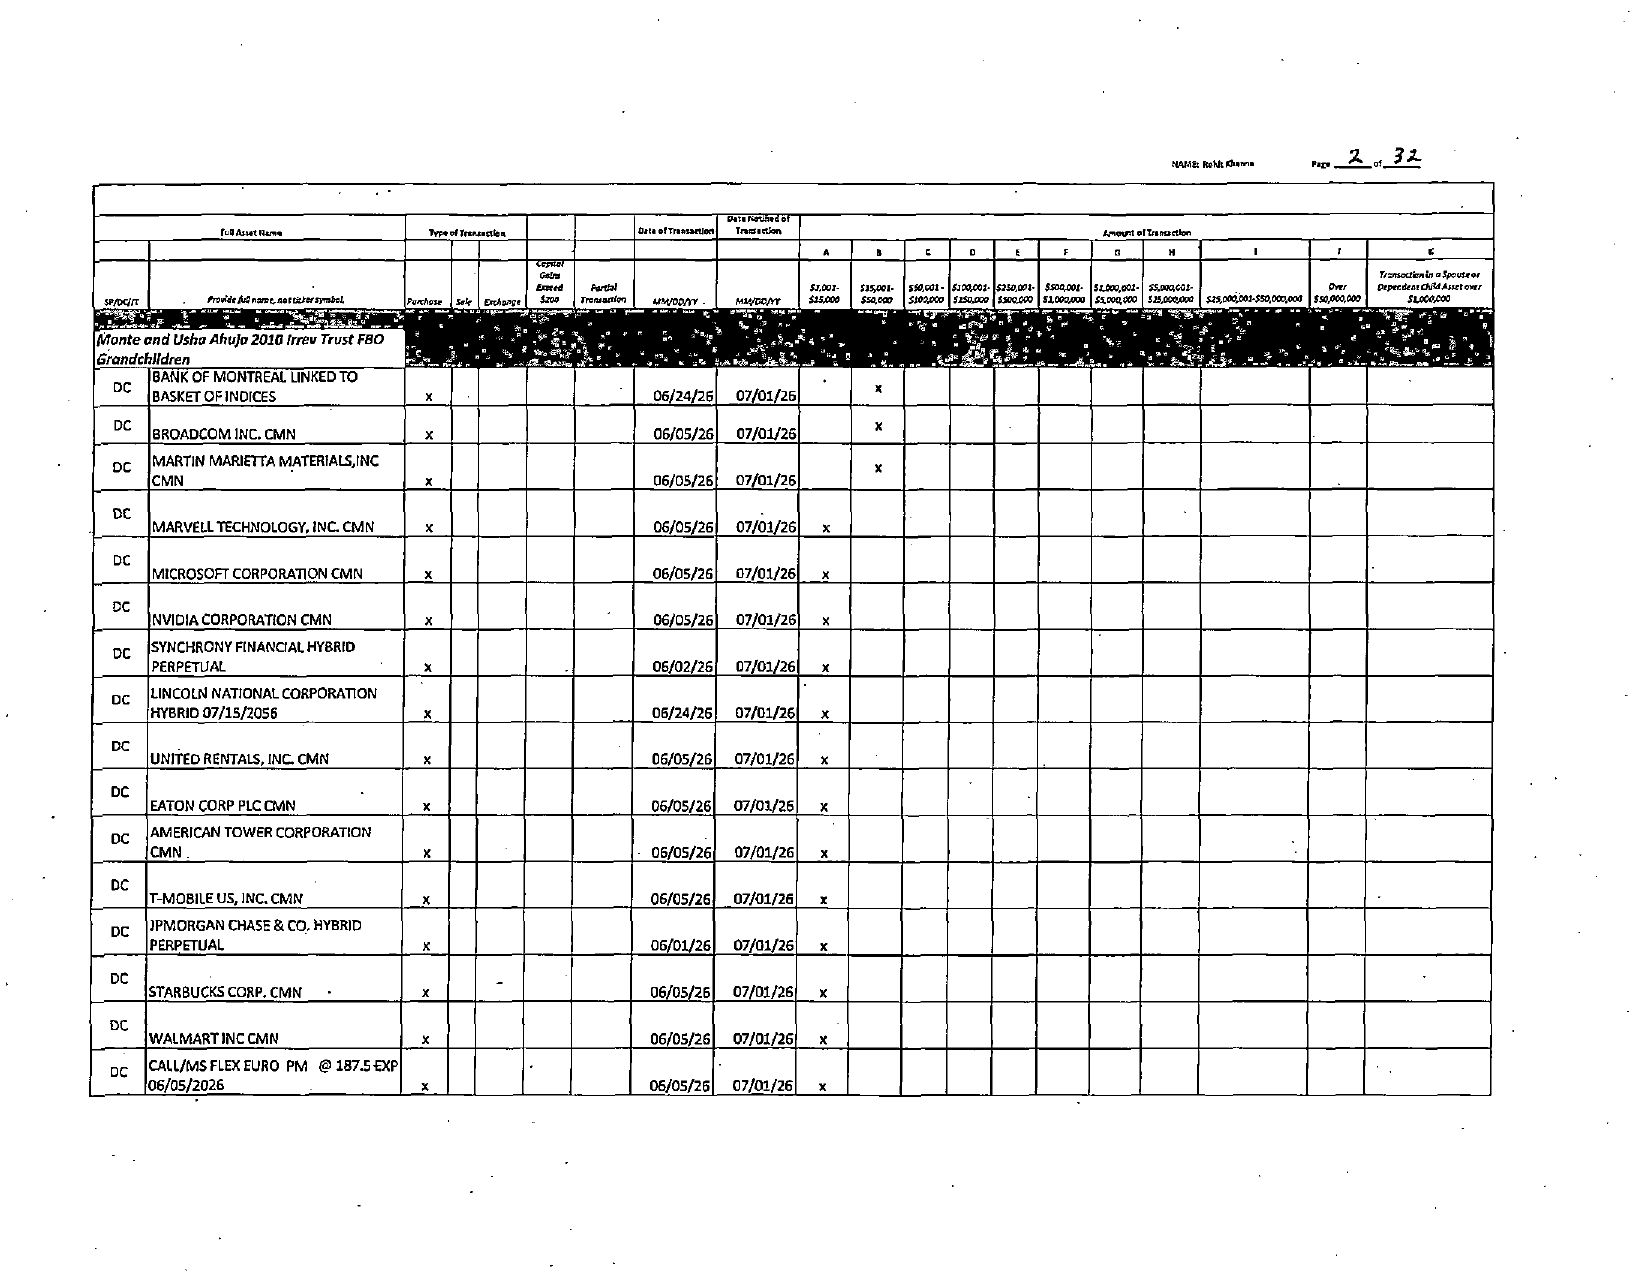 NAME: Rohit Khanna Page 2 of 32
Full Asset Name Type of Transaction Date of Transaction Date Notified of Transaction Amount of Transaction
A B C D E F G H I J K
SP/DC/JT Provide full name, not ticker symbol. Purchase Sale Exchange Capital Gains Exceed $200 Partial Transaction MM/DD/YY MM/DD/YY $1,001-$15,000 $15,001-$50,000 $50,001-$100,000 $100,001-$250,000 $250,001-$500,000 $500,001-$1,000,000 $1,000,001-$5,000,000 $5,000,001-$25,000,000 $25,000,001-$50,000,000 Over $50,000,000 Transaction in a Spouse or Dependent Child Asset over $1,000,000
Monte and Usha Ahuja 2010 Irrev Trust FBO
Grandchildren
DC BANK OF MONTREAL LINKED TO
BASKET OF INDICES x 06/24/26 07/01/26 x
DC BROADCOM INC. CMN x 06/05/26 07/01/26 x
DC MARTIN MARIETTA MATERIALS,INC
CMN x 06/05/26 07/01/26 x
DC MARVELL TECHNOLOGY, INC. CMN x 06/05/26 07/01/26 x
DC MICROSOFT CORPORATION CMN x 06/05/26 07/01/26 x
DC NVIDIA CORPORATION CMN x 06/05/26 07/01/26 x
DC SYNCHRONY FINANCIAL HYBRID
PERPETUAL x 06/02/26 07/01/26 x
DC LINCOLN NATIONAL CORPORATION
HYBRID 07/15/2056 x 06/24/26 07/01/26 x
DC UNITED RENTALS, INC. CMN x 06/05/26 07/01/26 x
DC EATON CORP PLC CMN x 06/05/26 07/01/26 x
DC AMERICAN TOWER CORPORATION
CMN x 06/05/26 07/01/26 x
DC T-MOBILE US, INC. CMN x 06/05/26 07/01/26 x
DC JPMORGAN CHASE & CO. HYBRID
PERPETUAL x 06/01/26 07/01/26 x
DC STARBUCKS CORP. CMN x 06/05/26 07/01/26 x
DC WALMART INC CMN x 06/05/26 07/01/26 x
DC CALL/MS FLEX EURO PM @ 187.5 EXP
06/05/2026 x 06/05/26 07/01/26 x